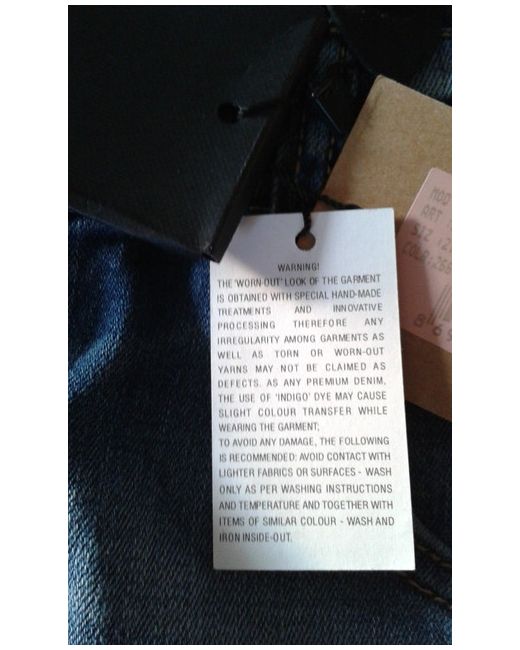 WARNING!
THE 'WORN-OUT' LOOK OF THE GARMENT
IS OBTAINED WITH SPECIAL HAND-MADE
TREATMENTS AND INNOVATIVE
PROCESSING THEREFORE ANY
IRREGULARITY AMONG GARMENTS AS
WELL AS TORN OR WORN-OUT
YARNS MAY NOT BE CLAIMED AS
DEFECTS. AS ANY PREMIUM DENIM,
THE USE OF 'INDIGO' DYE MAY CAUSE
SLIGHT COLOUR TRANSFER WHILE
WEARING THE GARMENT;
TO AVOID ANY DAMAGE, THE FOLLOWING
IS RECOMMENDED: AVOID CONTACT WITH
LIGHTER FABRICS OR SURFACES - WASH
ONLY AS PER WASHING INSTRUCTIONS
AND TEMPERATURE AND TOGETHER WITH
ITEMS OF SIMILAR COLOUR - WASH AND
IRON INSIDE-OUT.
MOD
ART
SIZ